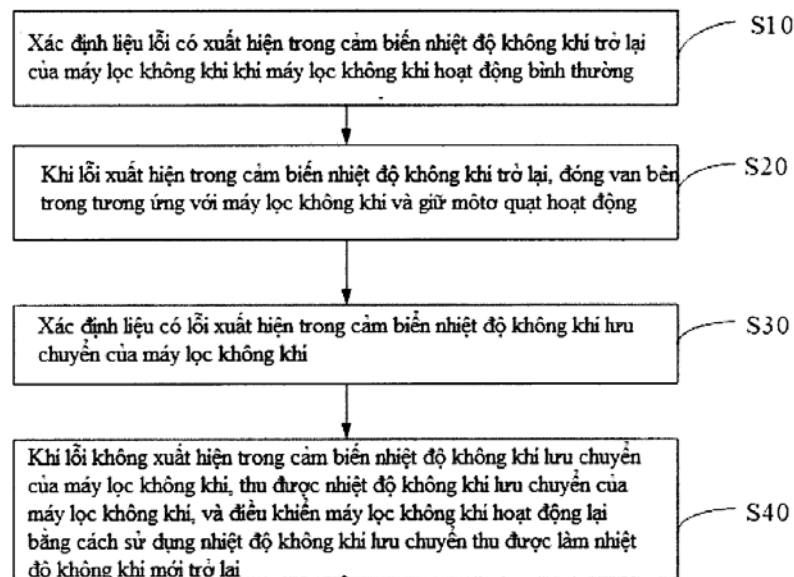 Xác định liệu lỗi có xuất hiện trong cảm biến nhiệt độ không khí trở lại
của máy lọc không khí khi máy lọc không khí hoạt động bình thường
S10
Khi lỗi xuất hiện trong cảm biến nhiệt độ không khí trở lại, đóng van bên
trong tương ứng với máy lọc không khí và giữ môtơ quạt hoạt động
S20
Xác định liệu có lỗi xuất hiện trong cảm biến nhiệt độ không khí lưu
chuyển của máy lọc không khí
S30
Khi lỗi không xuất hiện trong cảm biến nhiệt độ không khí lưu chuyển
của máy lọc không khí, thu được nhiệt độ không khí lưu chuyển của
máy lọc không khí, và điều khiển máy lọc không khí hoạt động lại
bằng cách sử dụng nhiệt độ không khí lưu chuyển thu được làm nhiệt
độ không khí mới trở lại
S40